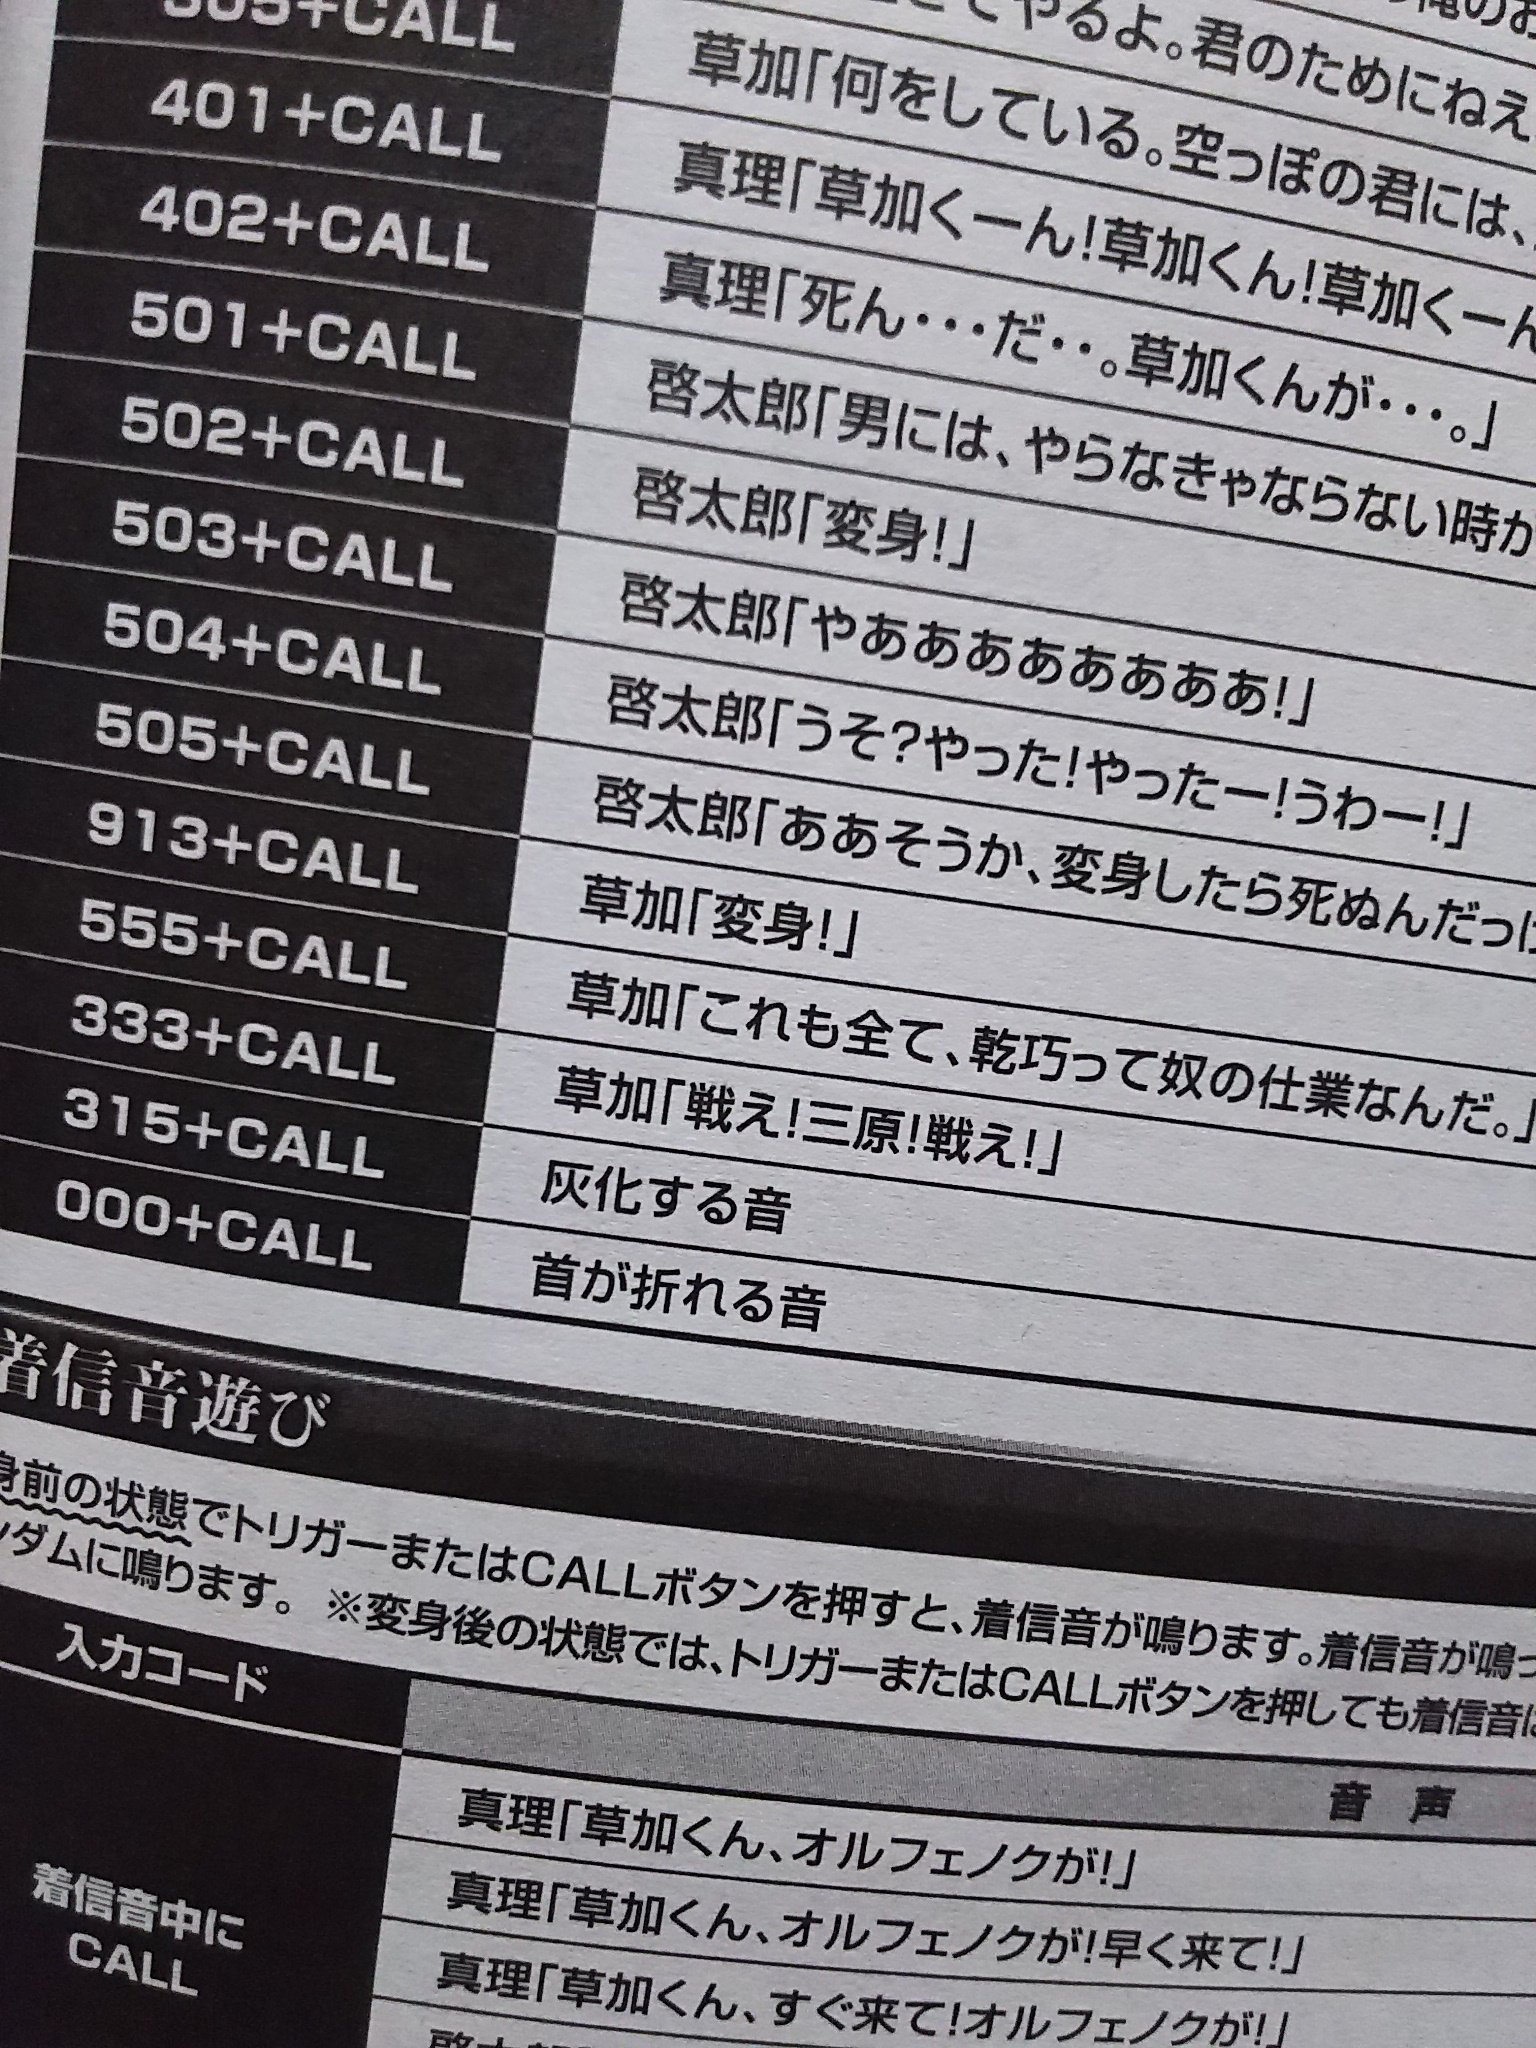 305+CALL てやるよ。君のためにねえ
401+CALL 草加「何をしている。空っぽの君には、
402+CALL 真理「草加くーん!草加くん!草加くーん
501+CALL 真理「死ん・・・だ・・。草加くんが・・・。」
502+CALL 啓太郎「男には、やらなきゃならない時が
503+CALL 啓太郎「変身!」
504+CALL 啓太郎「やあああああああああ!」
505+CALL 啓太郎「うそ?やった!やったー!うわー!」
913+CALL 啓太郎「ああそうか、変身したら死ぬんだっけ
555+CALL 草加「変身!」
333+CALL 草加「これも全て、乾巧って奴の仕業なんだ。」
315+CALL 草加「戦え!三原!戦え!」
000+CALL 灰化する音
首が折れる音
着信音遊び
身前の状態でトリガーまたはCALLボタンを押すと、着信音が鳴ります。着信音が鳴っ
ンダムに鳴ります。 ※変身後の状態では、トリガーまたはCALLボタンを押しても着信音は
入力コード
音声
着信音中に
CALL
真理「草加くん、オルフェノクが!」
真理「草加くん、オルフェノクが!早く来て!」
真理「草加くん、すぐ来て!オルフェノクが!」